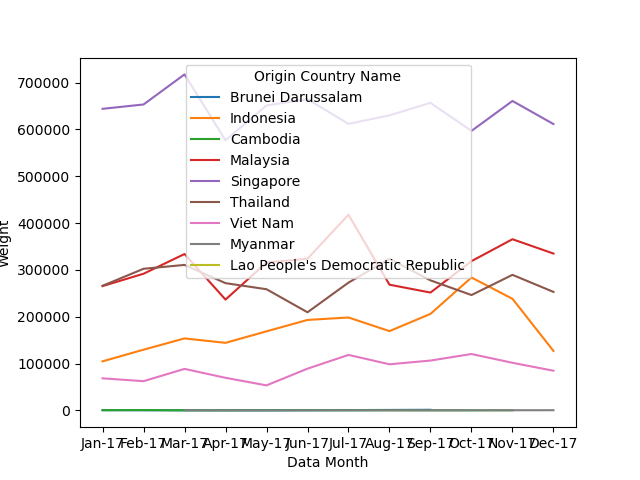 Origin Country Name
Brunei Darussalam
Indonesia
Cambodia
Malaysia
Singapore
Thailand
Viet Nam
Myanmar
Lao People's Democratic Republic
700000
600000
500000
400000
300000
200000
100000
0
Weight
Jan-17 Feb-17 Mar-17 Apr-17 May-17 Jun-17 Jul-17 Aug-17 Sep-17 Oct-17 Nov-17 Dec-17
Data Month